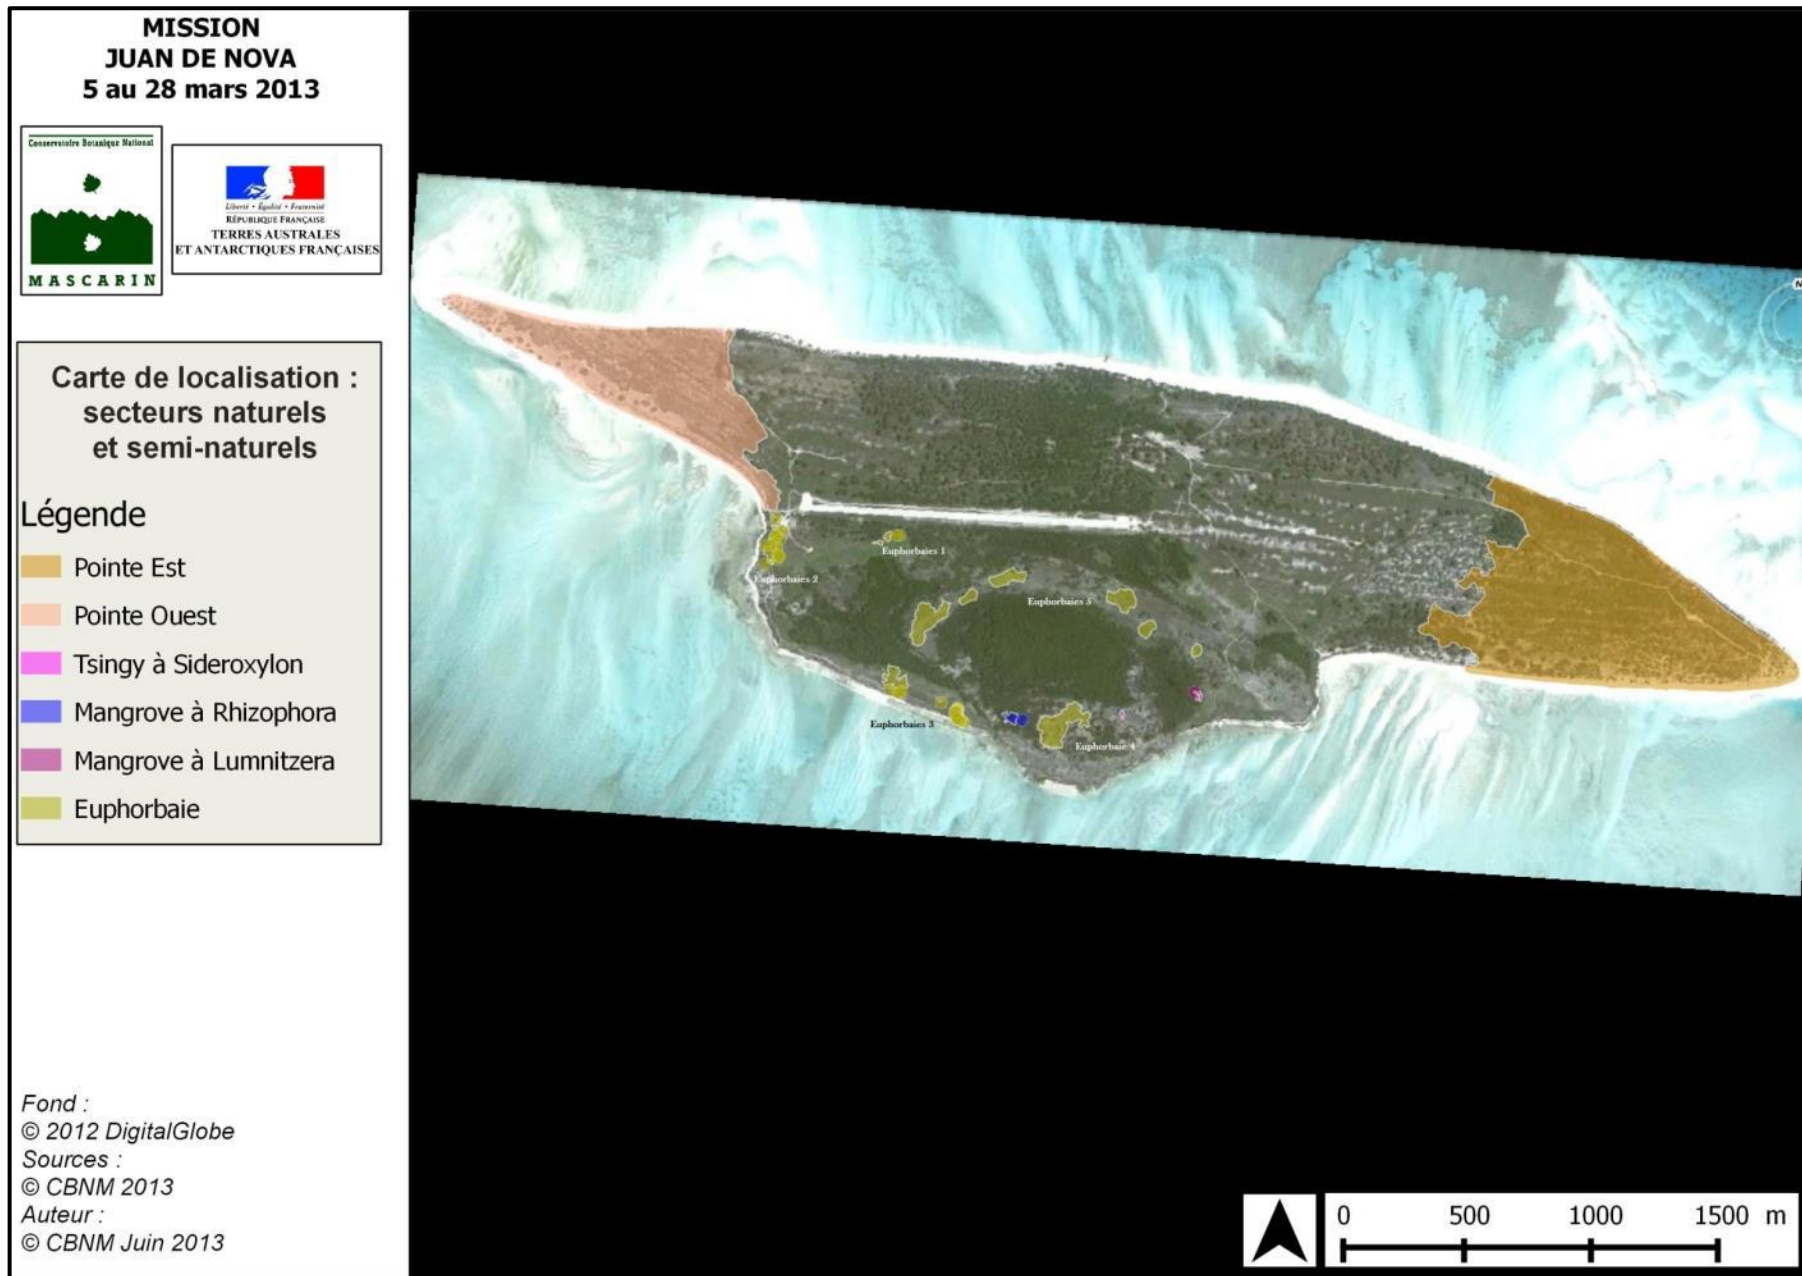 MISSION
JUAN DE NOVA
5 au 28 mars 2013
Conservatoire Botanique National
MASCARIN
Liberté • Égalité • Fraternité
RÉPUBLIQUE FRANÇAISE
TERRES AUSTRALES
ET ANTARCTIQUES FRANÇAISES
Carte de localisation :
secteurs naturels
et semi-naturels
Légende
Pointe Est
Pointe Ouest
Tsingy à Sideroxylon
Mangrove à Rhizophora
Mangrove à Lumnitzera
Euphorbaie
Fond :
© 2012 DigitalGlobe
Sources :
© CBNM 2013
Auteur :
© CBNM Juin 2013
N
Euphorbaies 1
Euphorbaies 2
Euphorbaies 5
Euphorbaies 3
Euphorbaie 4
0 500 1000 1500 m